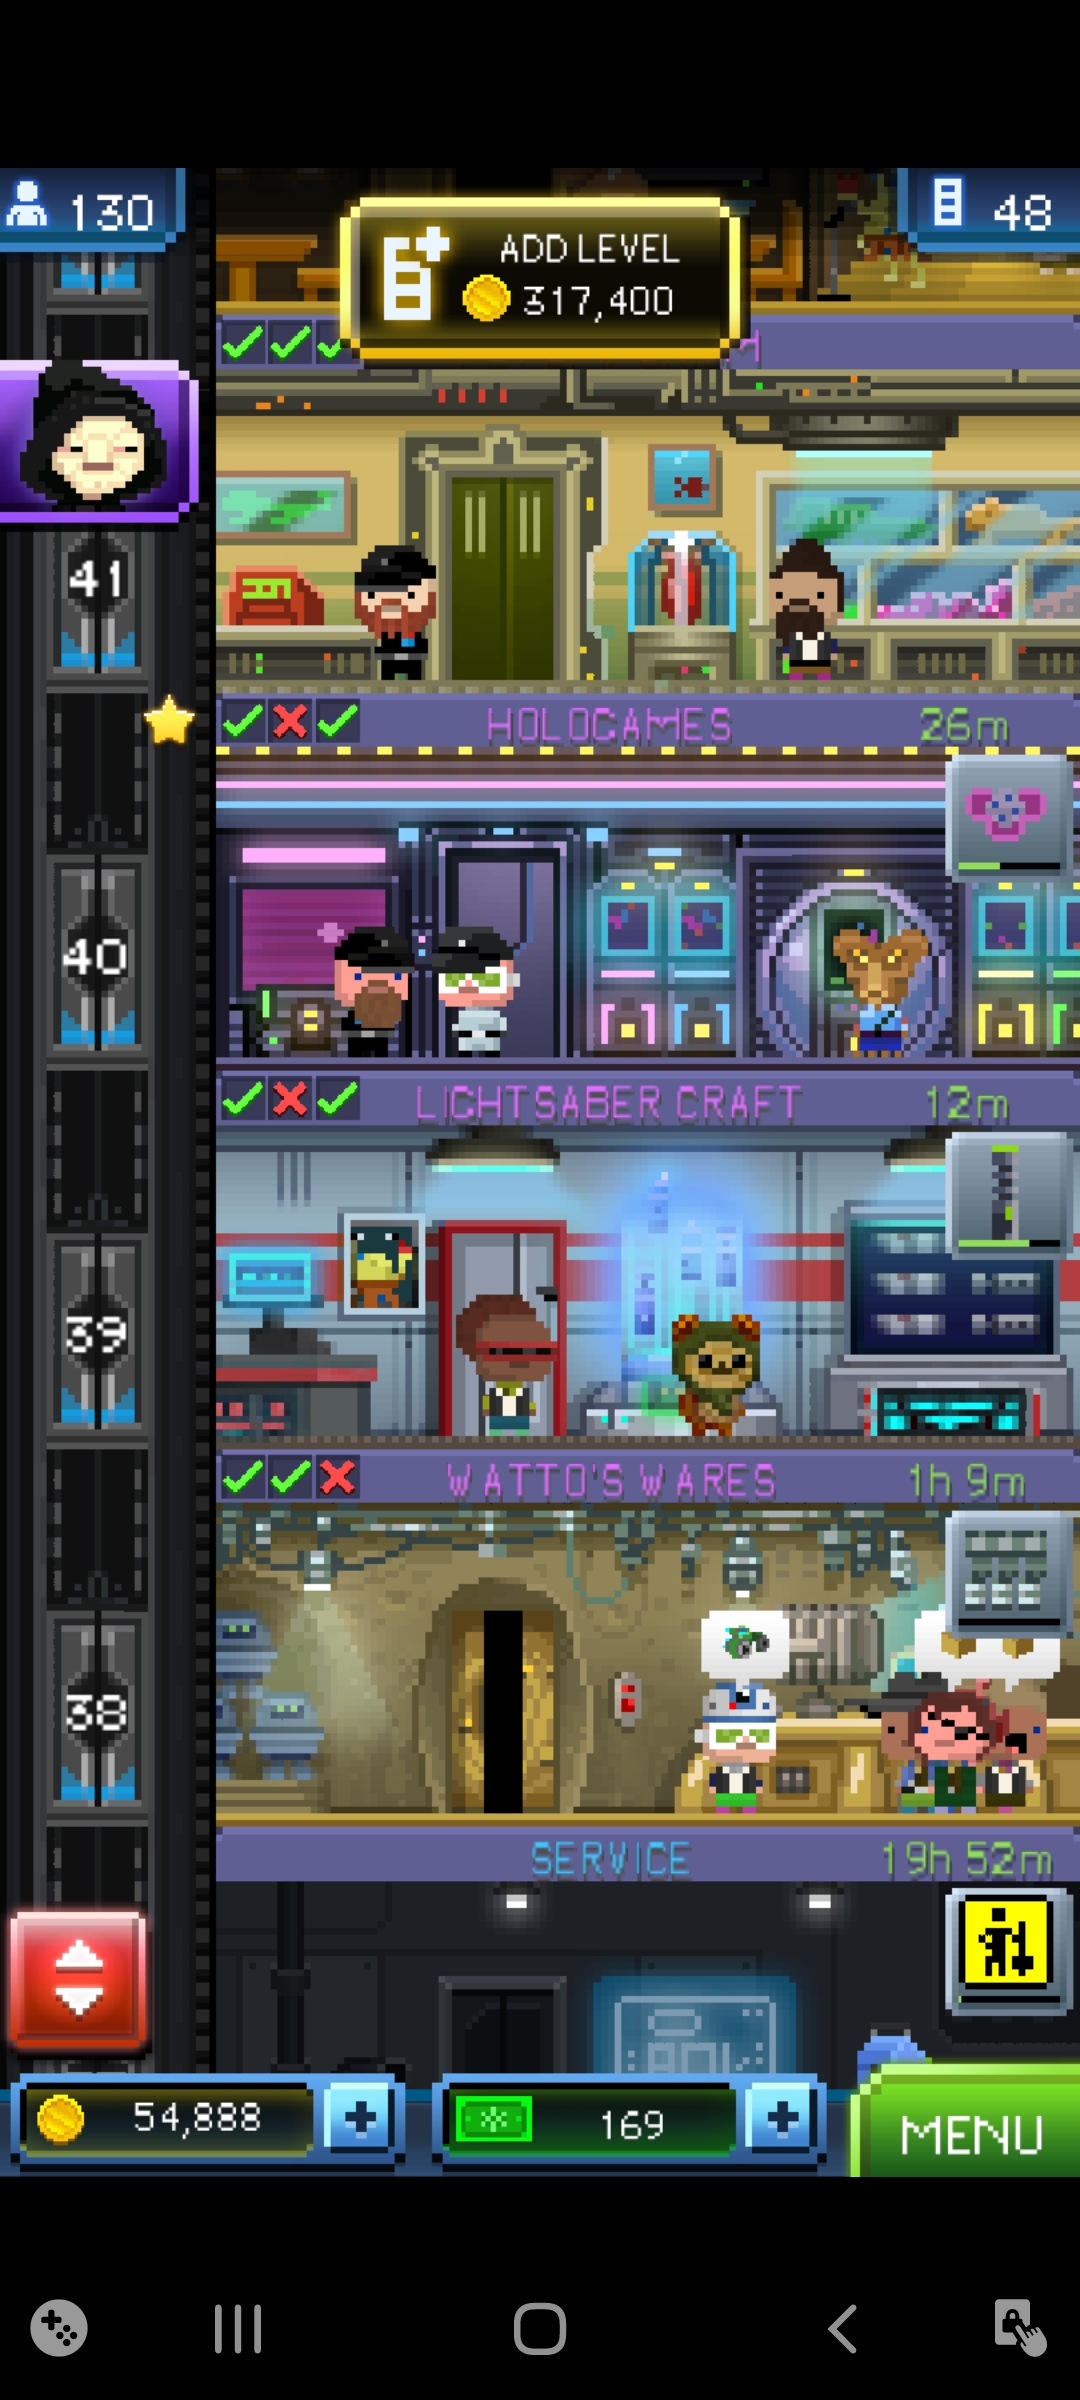 130
48
ADD LEVEL
317,400
41
HOLOGAMES 26m
40
LIGHTSABER CRAFT 12m
39
WATTO'S WARES 1h 9m
38
SERVICE 19h 52m
54,888
169
MENU